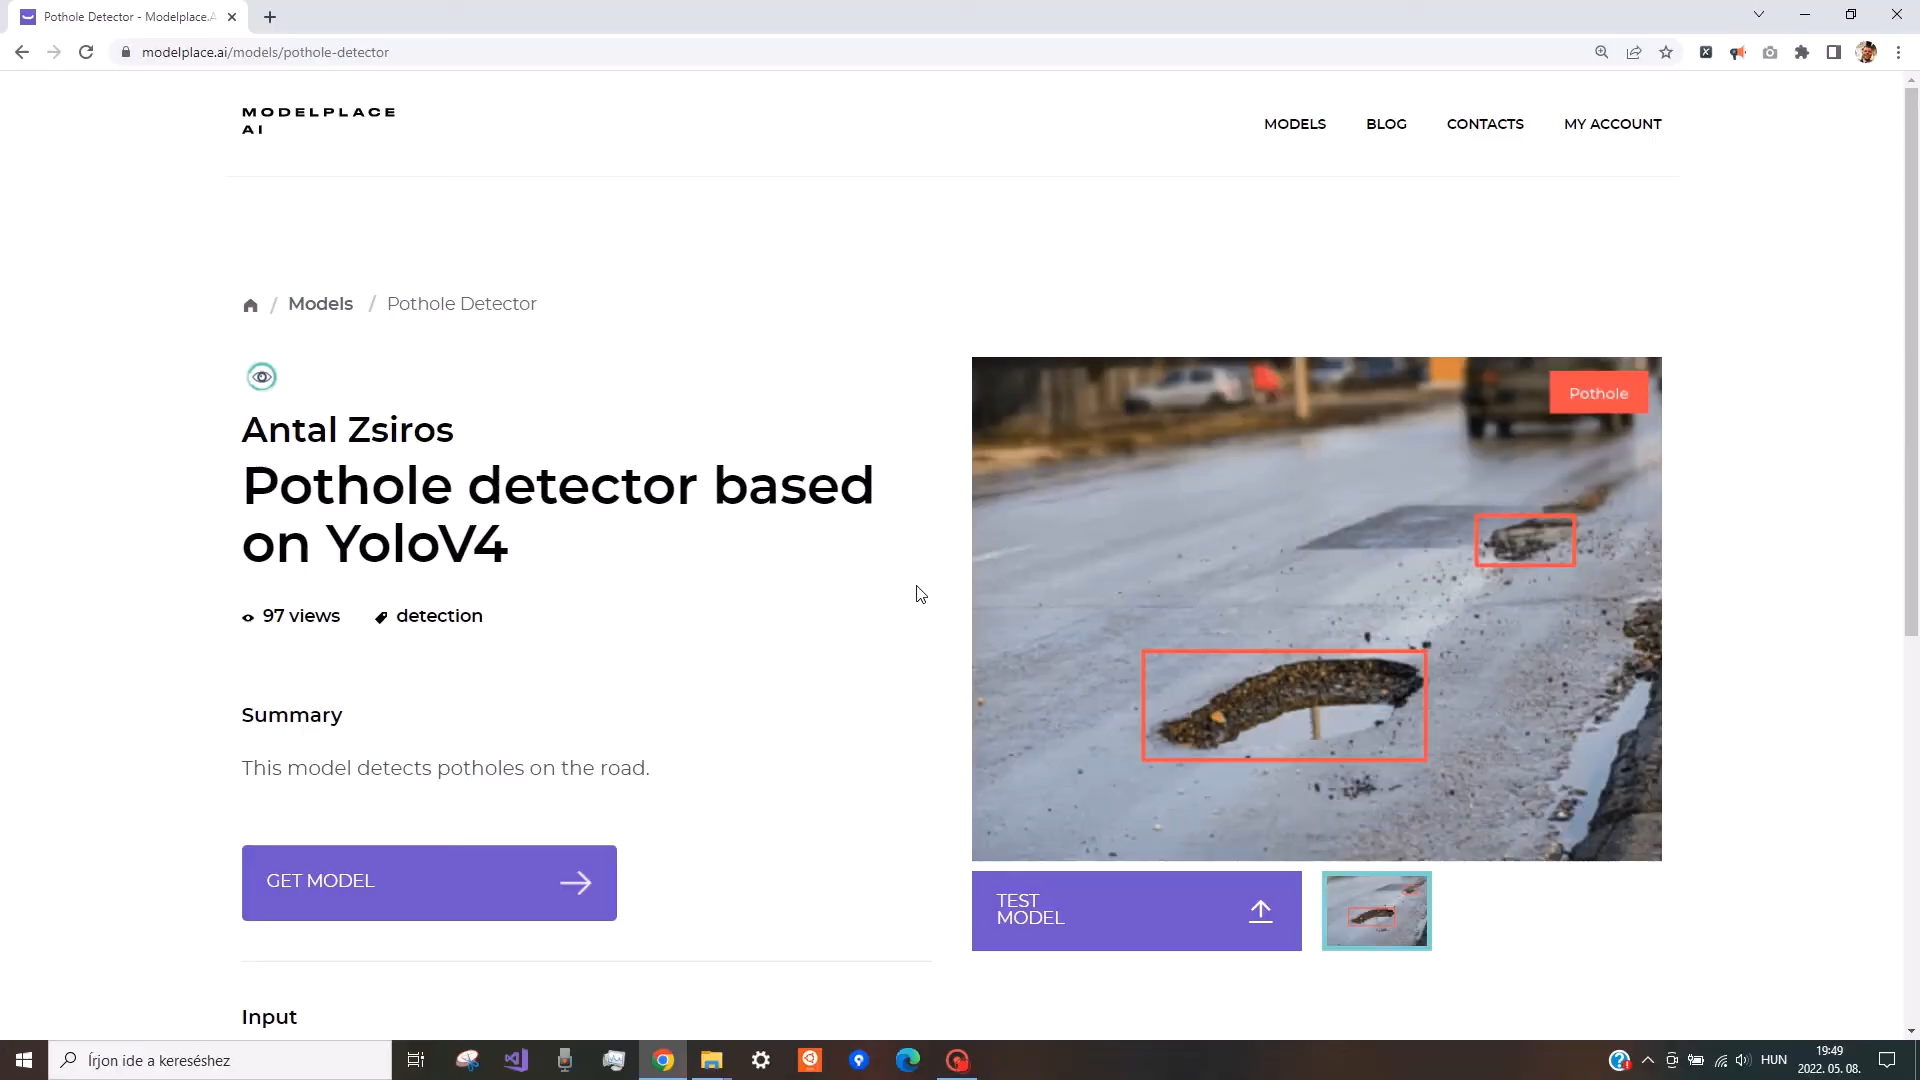 Pothole Detector - Modelplace.A
modelplace.ai/models/pothole-detector
MODELPLACE
AI
MODELS
BLOG
CONTACTS
MY ACCOUNT
/ Models / Pothole Detector
Antal Zsiros
Pothole detector based
on YoloV4
97 views
detection
Summary
This model detects potholes on the road.
GET MODEL
Pothole
TEST
MODEL
Input
Írjon ide a kereséshez
HUN
19:49
2022. 05. 08.